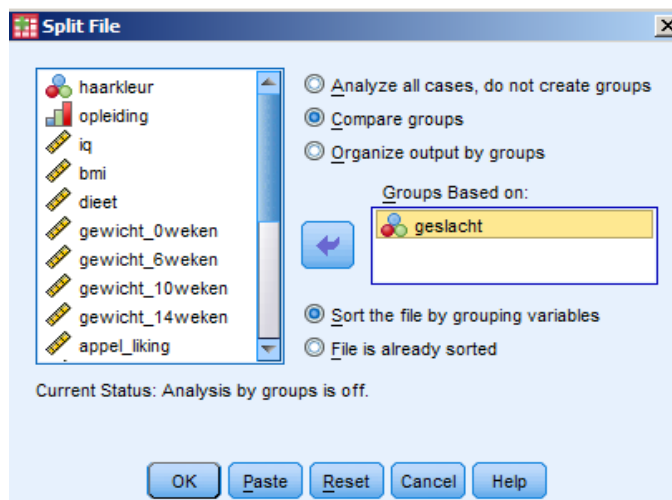 Split File
haarkleur
opleiding
iq
bmi
dieet
gewicht_0weken
gewicht_6weken
gewicht_10weken
gewicht_14weken
appel_liking
Analyze all cases, do not create groups
Compare groups
Organize output by groups
Groups Based on:
geslacht
Sort the file by grouping variables
File is already sorted
Current Status: Analysis by groups is off.
OK Paste Reset Cancel Help